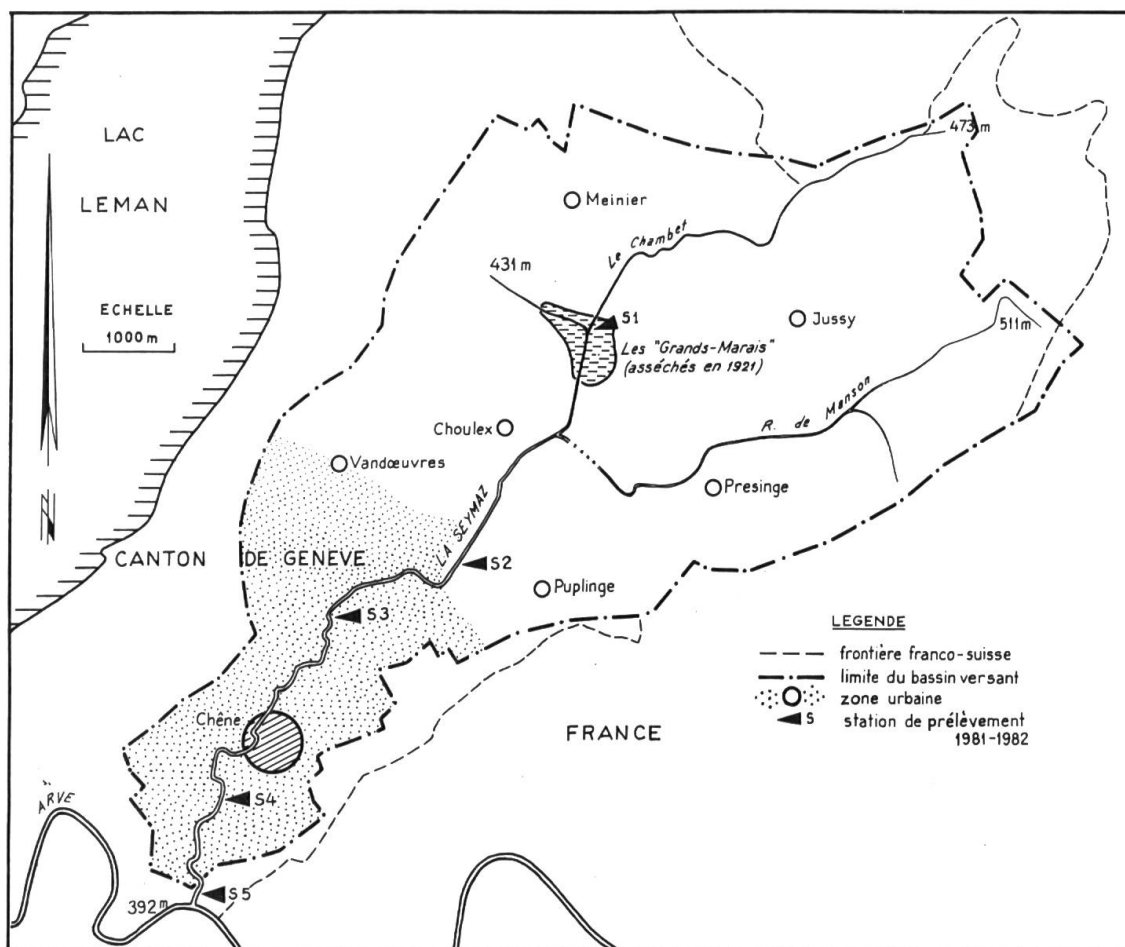 LAC
LEMAN
ECHELLE
1000 m
N
473 m
Meinier
Le Chambet
431 m
S1
Les "Grands-Marais"
(asséchés en 1921)
Jussy
511 m
R. de Manson
Choulex
Vandœuvres
Presinge
LA SEYMAZ
CANTON DE GENEVE
S2
Puplinge
S3
LEGENDE
frontière franco-suisse
limite du bassin versant
zone urbaine
S station de prélèvement
1981-1982
Chêne
FRANCE
S4
ARVE
S5
392 m